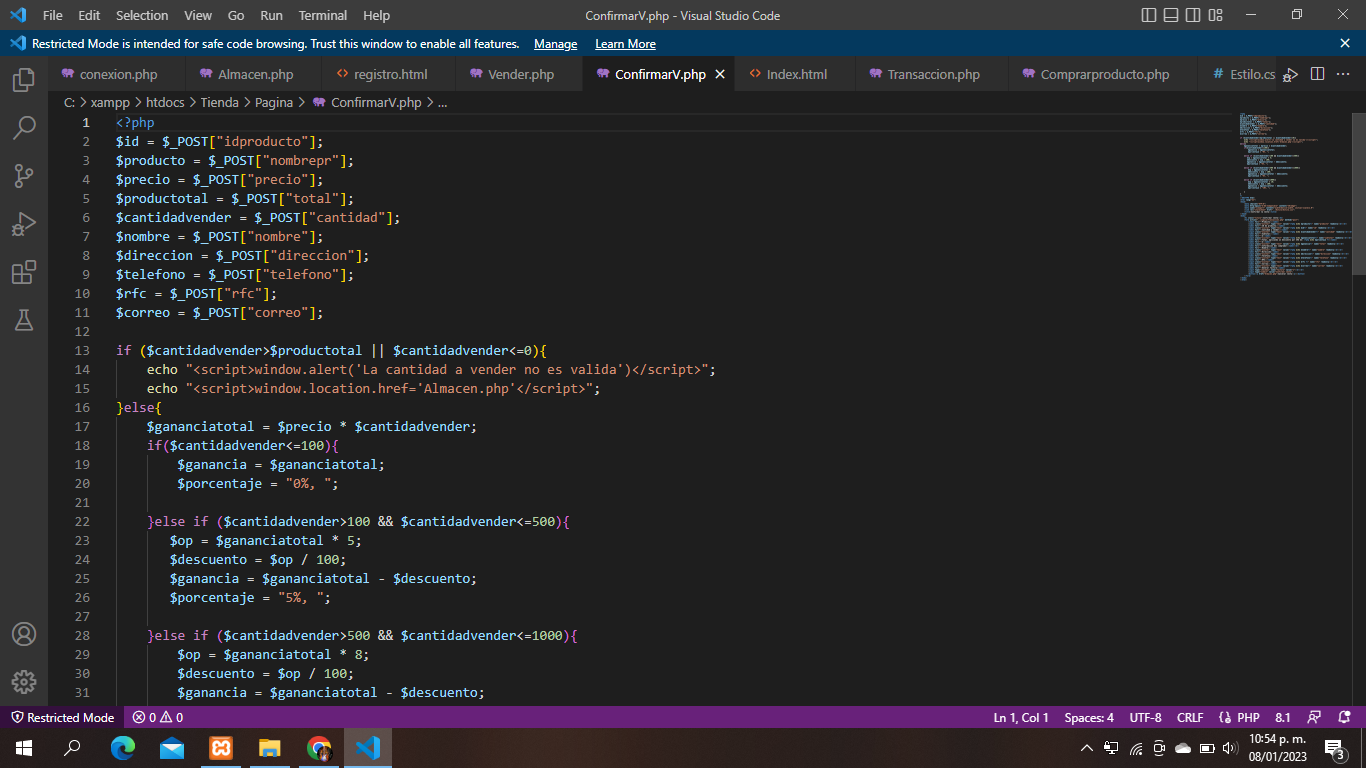 File Edit Selection View Go Run Terminal Help ConfirmarV.php - Visual Studio Code
Restricted Mode is intended for safe code browsing. Trust this window to enable all features. Manage Learn More
conexion.php Almacen.php registro.html Vender.php ConfirmarV.php Index.html Transaccion.php Comprarproducto.php Estilo.cs
C: > xampp > htdocs > Tienda > Pagina > ConfirmarV.php > ...
1 <?php
2 $id = $_POST["idproducto"];
3 $producto = $_POST["nombrepr"];
4 $precio = $_POST["precio"];
5 $productotal = $_POST["total"];
6 $cantidadvender = $_POST["cantidad"];
7 $nombre = $_POST["nombre"];
8 $direccion = $_POST["direccion"];
9 $telefono = $_POST["telefono"];
10 $rfc = $_POST["rfc"];
11 $correo = $_POST["correo"];
12
13 if ($cantidadvender>$productotal || $cantidadvender<=0){
14 echo "<script>window.alert('La cantidad a vender no es valida')</script>";
15 echo "<script>window.location.href='Almacen.php'</script>";
16 }else{
17 $gananciatotal = $precio * $cantidadvender;
18 if($cantidadvender<=100){
19 $ganancia = $gananciatotal;
20 $porcentaje = "0%, ";
21
22 }else if ($cantidadvender>100 && $cantidadvender<=500){
23 $op = $gananciatotal * 5;
24 $descuento = $op / 100;
25 $ganancia = $gananciatotal - $descuento;
26 $porcentaje = "5%, ";
27
28 }else if ($cantidadvender>500 && $cantidadvender<=1000){
29 $op = $gananciatotal * 8;
30 $descuento = $op / 100;
31 $ganancia = $gananciatotal - $descuento;
Restricted Mode 0 0 Ln 1, Col 1 Spaces: 4 UTF-8 CRLF PHP 8.1
10:54 p. m.
08/01/2023
3